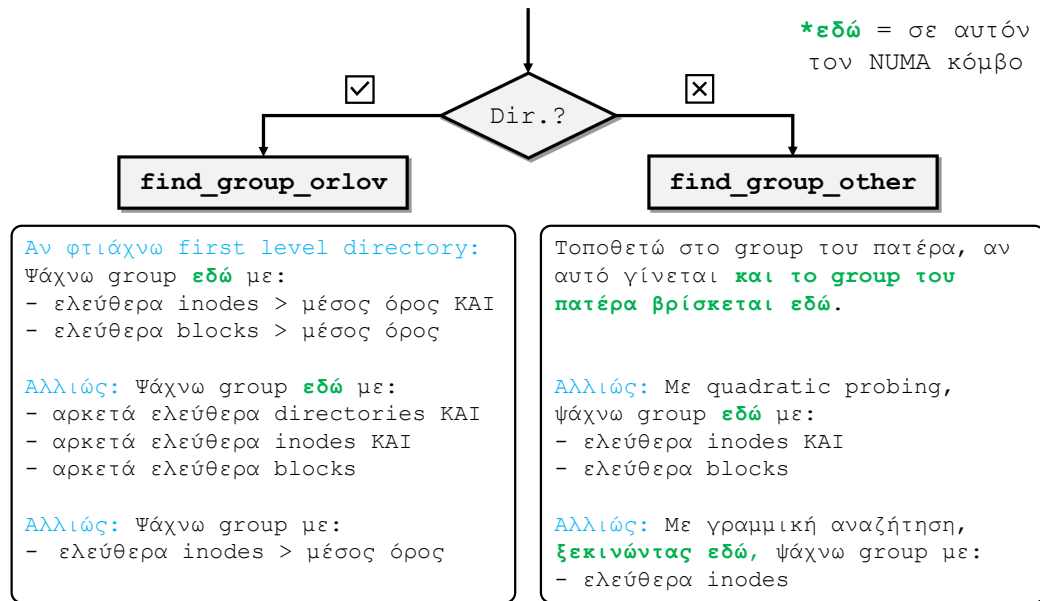 *εδώ = σε αυτόν
τον NUMA κόμβο
Dir.?
find_group_orlov
find_group_other
Αν φτιάχνω first level directory:
Ψάχνω group εδώ με:
- ελεύθερα inodes > μέσος όρος ΚΑΙ
- ελεύθερα blocks > μέσος όρος
Αλλιώς: Ψάχνω group εδώ με:
- αρκετά ελεύθερα directories ΚΑΙ
- αρκετά ελεύθερα inodes ΚΑΙ
- αρκετά ελεύθερα blocks
Αλλιώς: Ψάχνω group με:
- ελεύθερα inodes > μέσος όρος
Τοποθετώ στο group του πατέρα, αν
αυτό γίνεται και το group του
πατέρα βρίσκεται εδώ.
Αλλιώς: Με quadratic probing,
ψάχνω group εδώ με:
- ελεύθερα inodes ΚΑΙ
- ελεύθερα blocks
Αλλιώς: Με γραμμική αναζήτηση,
ξεκινώντας εδώ, ψάχνω group με:
- ελεύθερα inodes